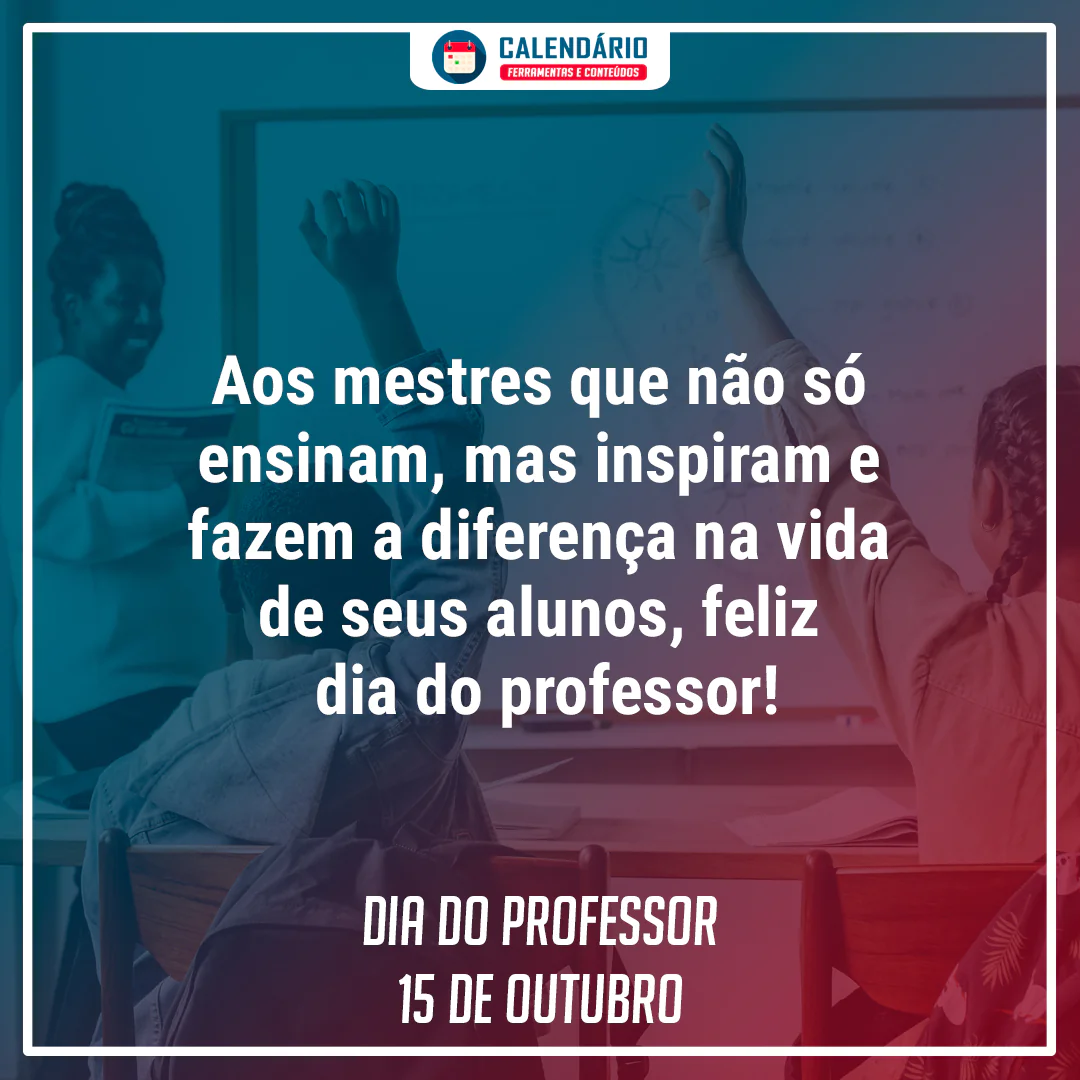 CALENDÁRIO
FERRAMENTAS E CONTEÚDOS
Aos mestres que não só
ensinam, mas inspiram e
fazem a diferença na vida
de seus alunos, feliz
dia do professor!
DIA DO PROFESSOR
15 DE OUTUBRO